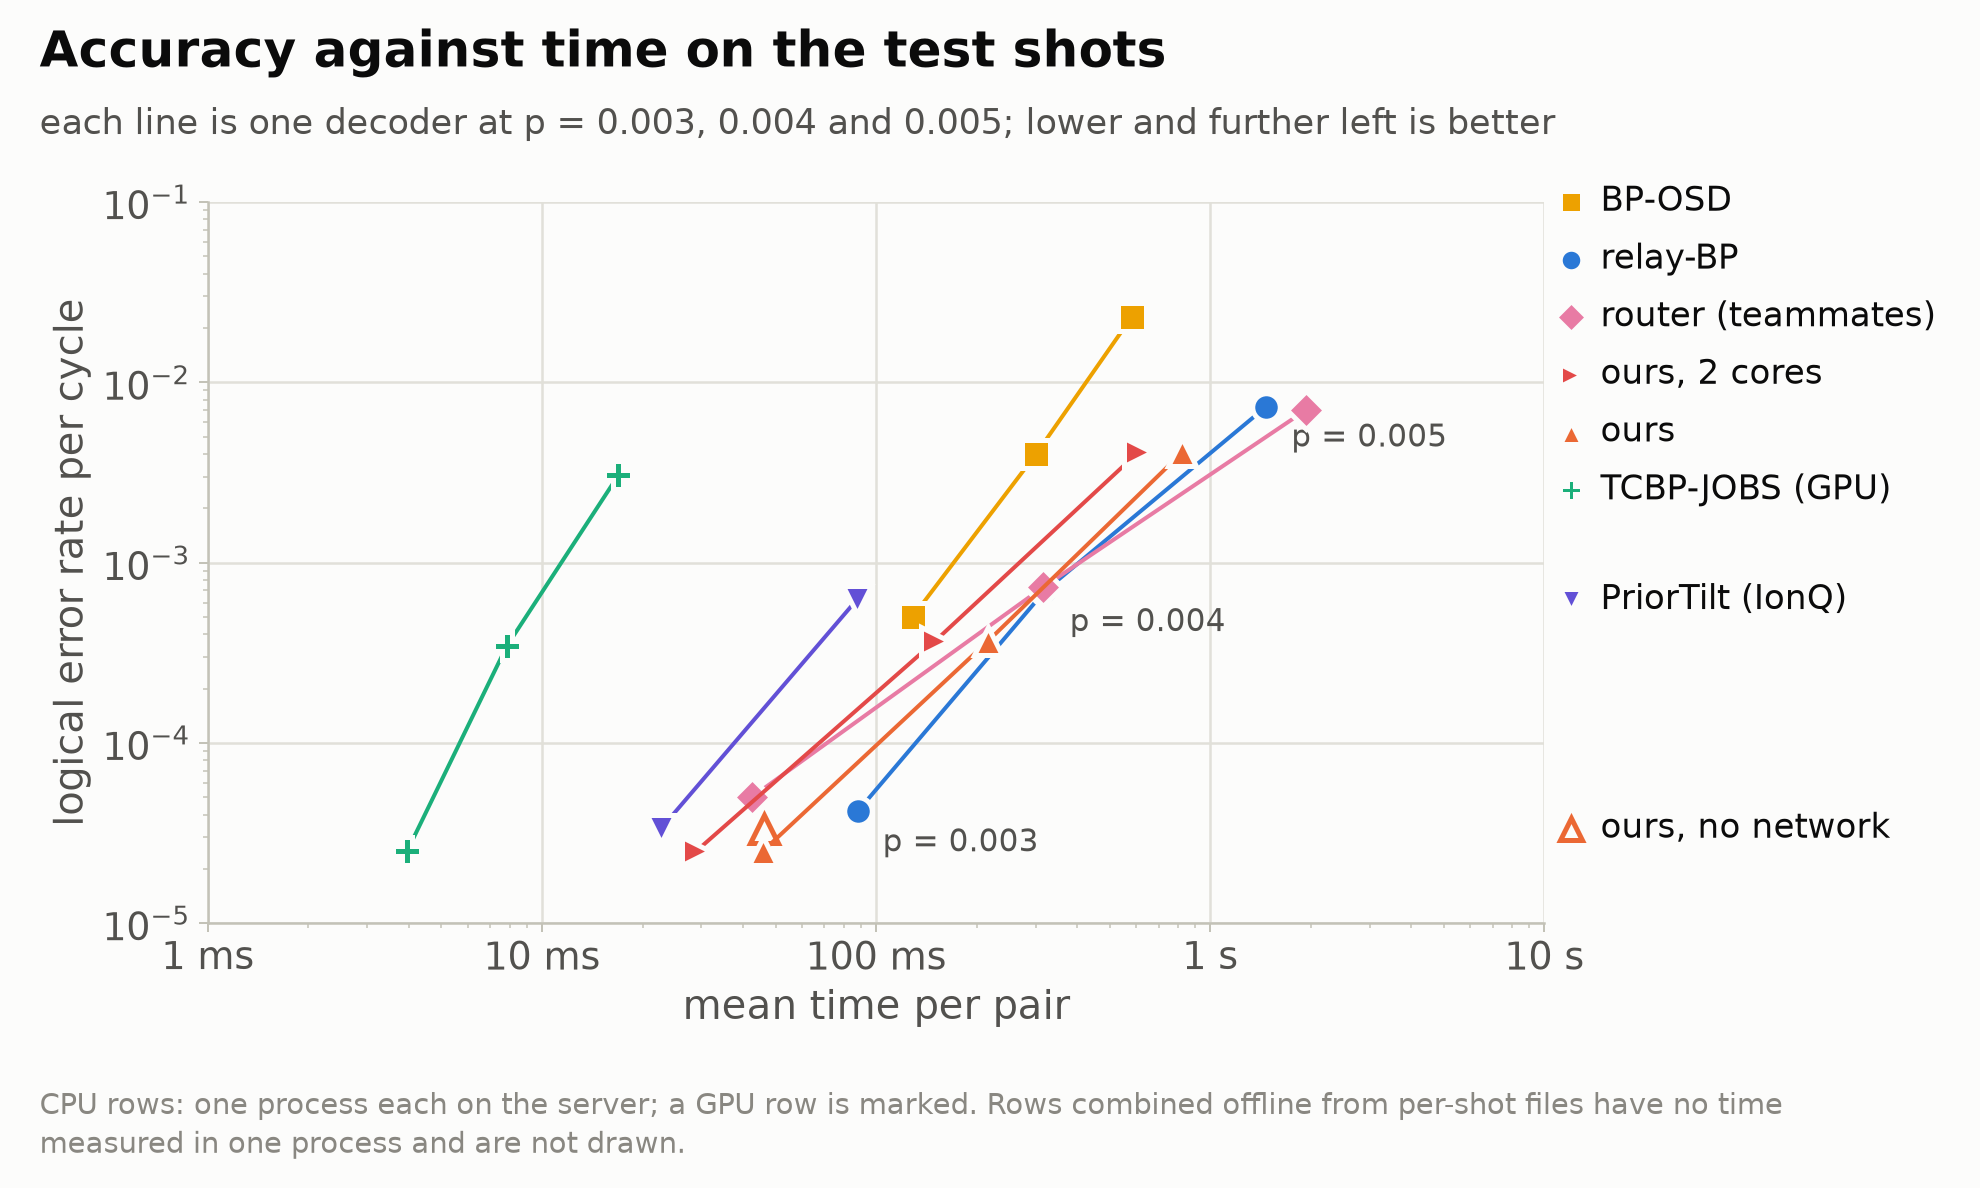 Accuracy against time on the test shots
each line is one decoder at p = 0.003, 0.004 and 0.005; lower and further left is better
logical error rate per cycle
10⁻¹
10⁻²
10⁻³
10⁻⁴
10⁻⁵
p = 0.005
p = 0.004
p = 0.003
BP-OSD
relay-BP
router (teammates)
ours, 2 cores
ours
TCBP-JOBS (GPU)
PriorTilt (IonQ)
ours, no network
1 ms
10 ms
100 ms
1 s
10 s
mean time per pair
CPU rows: one process each on the server; a GPU row is marked. Rows combined offline from per-shot files have no time
measured in one process and are not drawn.